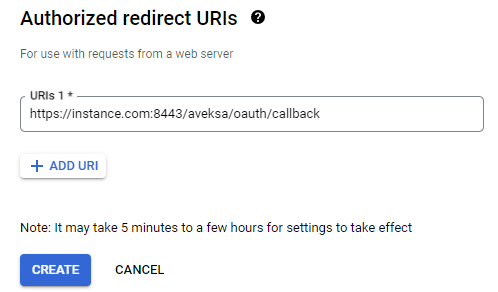 Authorized redirect URIs
For use with requests from a web server
URIs 1 *
https://instance.com:8443/aveksa/oauth/callback
+ ADD URI
Note: It may take 5 minutes to a few hours for settings to take effect
CREATE CANCEL